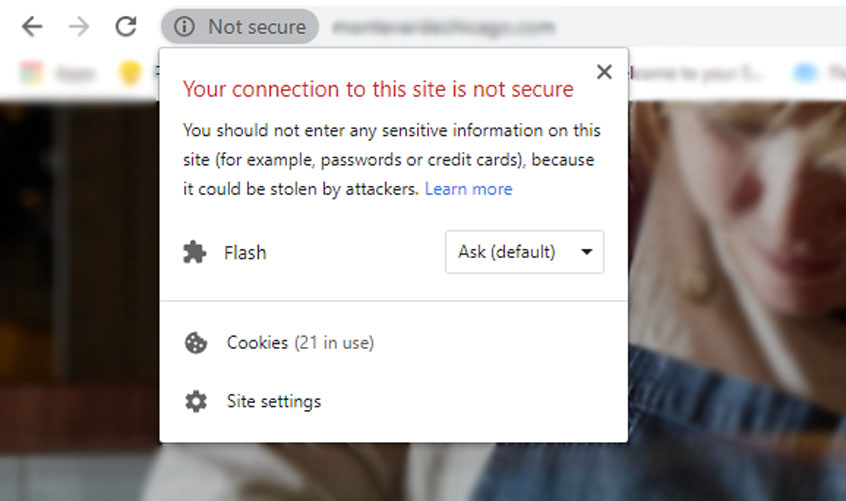 Not secure
Your connection to this site is not secure
You should not enter any sensitive information on this
site (for example, passwords or credit cards), because
it could be stolen by attackers. Learn more
Flash
Ask (default)
Cookies (21 in use)
Site settings